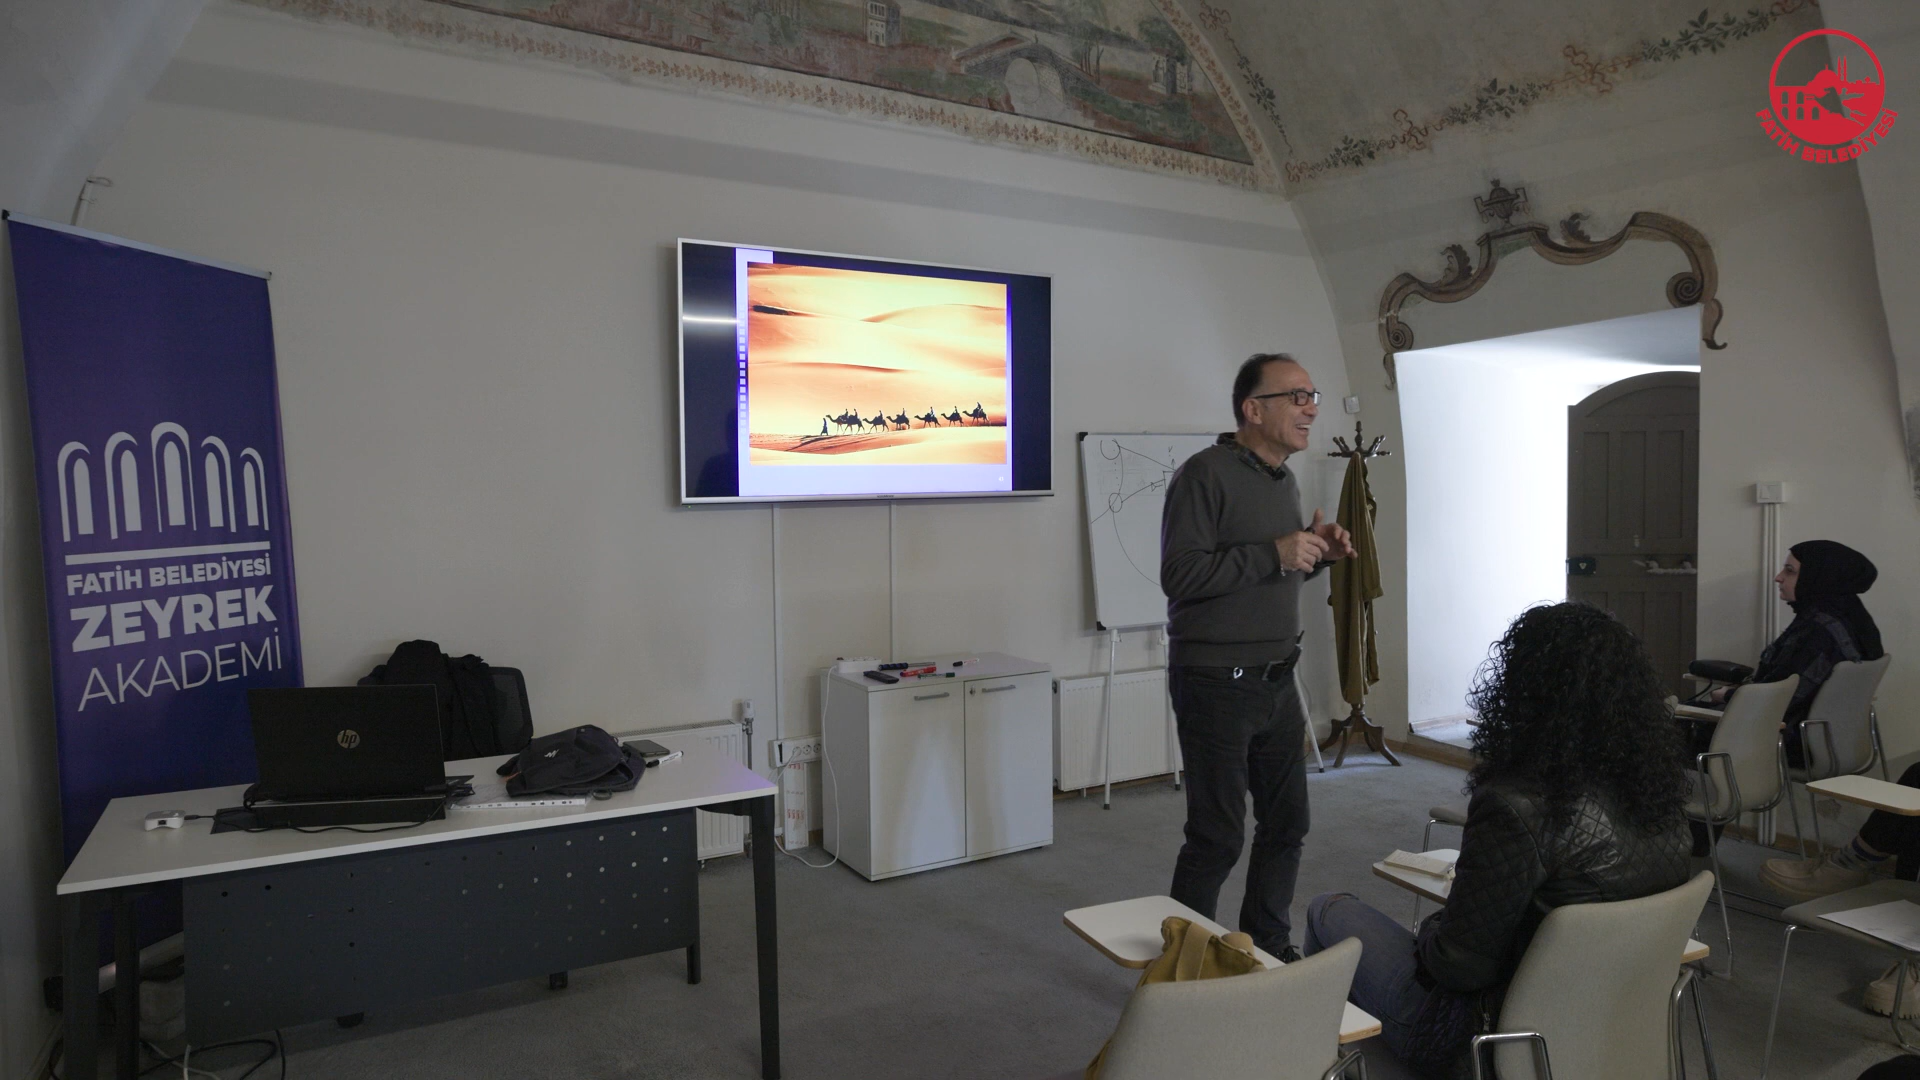 FATİH BELEDİYESİ
FATİH BELEDİYESİ
ZEYREK
AKADEMİ
hp